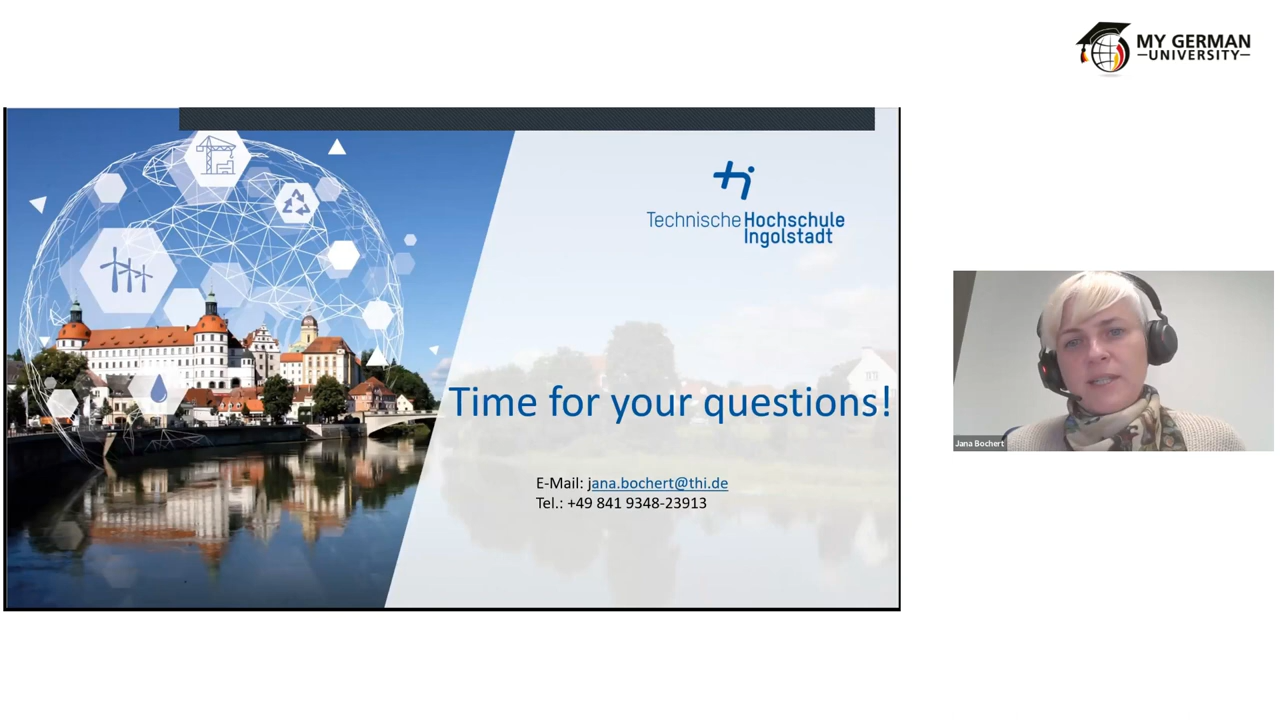 MY GERMAN
UNIVERSITY
Technische Hochschule
Ingolstadt
Time for your questions!
E-Mail: jana.bochert@thi.de
Tel.: +49 841 9348-23913
Jana Bochert